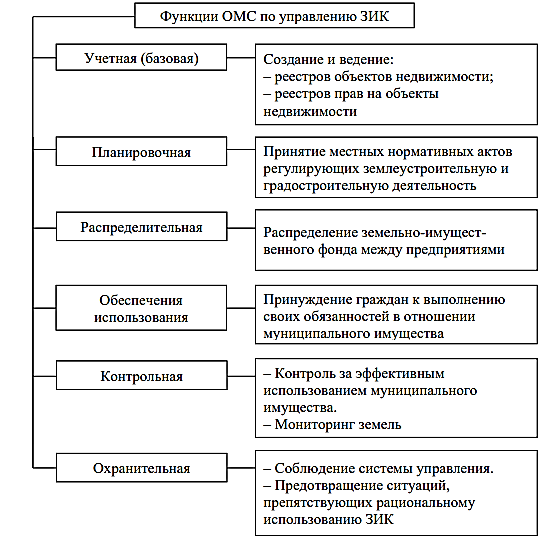 Функции ОМС по управлению ЗИК
Учетная (базовая)
Создание и ведение:
– реестров объектов недвижимости;
– реестров прав на объекты
недвижимости
Планировочная
Принятие местных нормативных актов
регулирующих землеустроительную и
градостроительную деятельность
Распределительная
Распределение земельно-имущест-
венного фонда между предприятиями
Обеспечения
использования
Принуждение граждан к выполнению
своих обязанностей в отношении
муниципального имущества
Контрольная
– Контроль за эффективным
использованием муниципального
имущества.
– Мониторинг земель
Охранительная
– Соблюдение системы управления.
– Предотвращение ситуаций,
препятствующих рациональному
использованию ЗИК